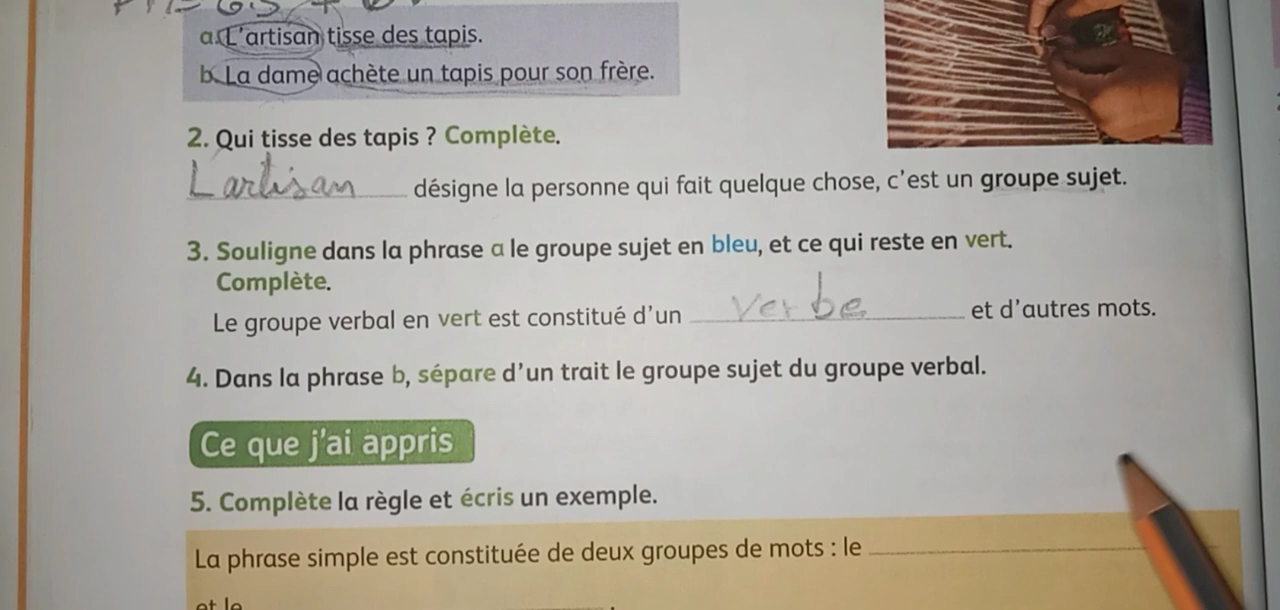 a. L'artisan tisse des tapis.
b. La dame achète un tapis pour son frère.
2. Qui tisse des tapis ? Complète.
L'artisan désigne la personne qui fait quelque chose, c'est un groupe sujet.
3. Souligne dans la phrase a le groupe sujet en bleu, et ce qui reste en vert.
Complète.
Le groupe verbal en vert est constitué d'un verbe et d'autres mots.
4. Dans la phrase b, sépare d'un trait le groupe sujet du groupe verbal.
Ce que j'ai appris
5. Complète la règle et écris un exemple.
La phrase simple est constituée de deux groupes de mots : le
et le .